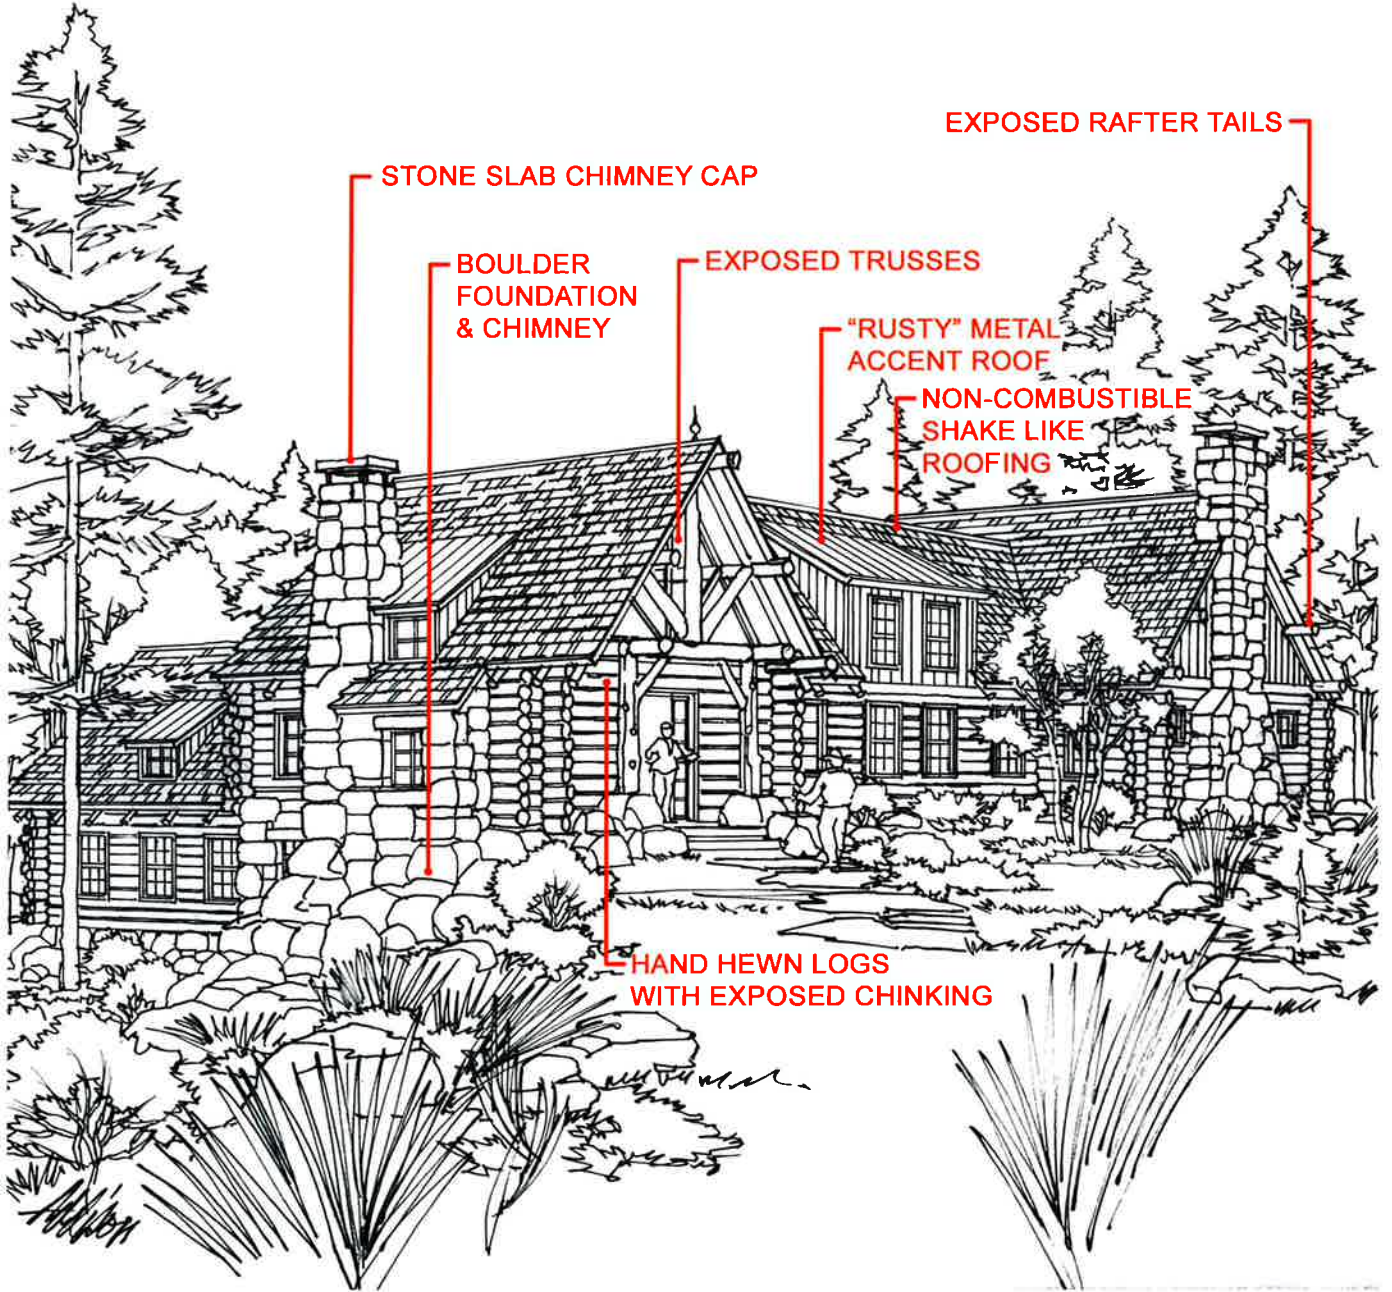 EXPOSED RAFTER TAILS
STONE SLAB CHIMNEY CAP
BOULDER
FOUNDATION
& CHIMNEY
EXPOSED TRUSSES
“RUSTY” METAL
ACCENT ROOF
NON-COMBUSTIBLE
SHAKE LIKE
ROOFING
HAND HEWN LOGS
WITH EXPOSED CHINKING